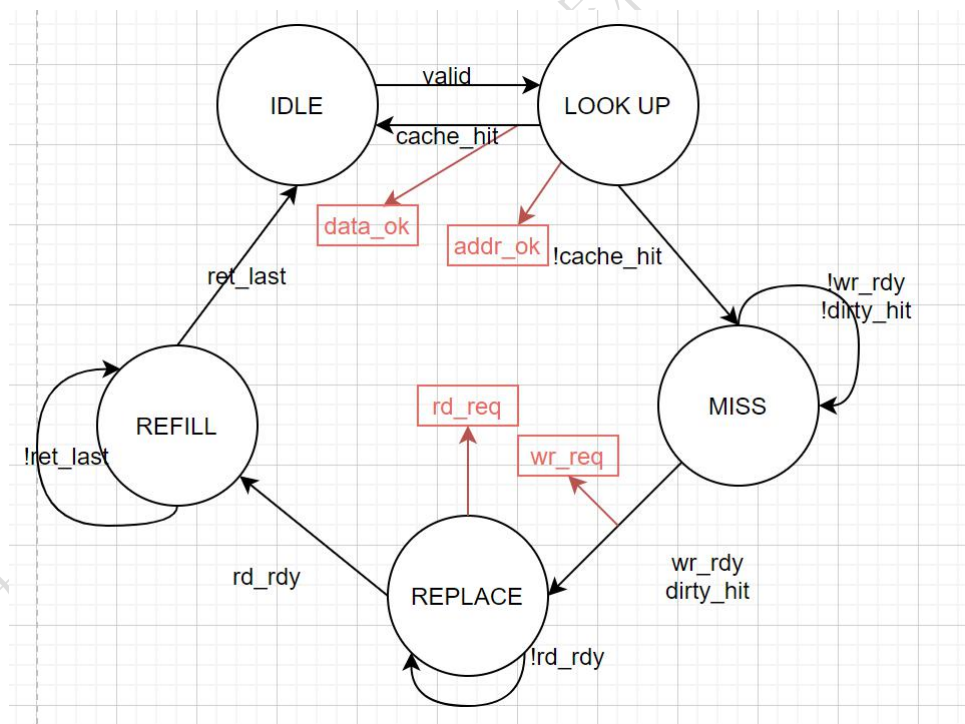 valid
IDLE
LOOK UP
cache_hit
data_ok
addr_ok
!cache_hit
ret_last
!wr_rdy
!dirty_hit
rd_req
MISS
REFILL
wr_req
!ret_last
rd_rdy
wr_rdy
dirty_hit
REPLACE
!rd_rdy